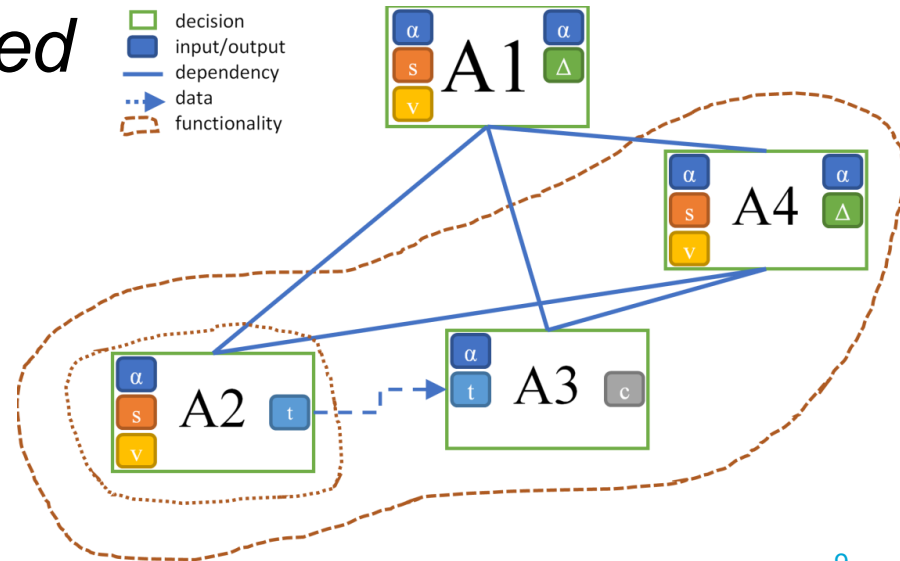 ed
decision
input/output
dependency
data
functionality
α
s
v
A1
α
Δ
α
s
v
A4
α
Δ
α
s
v
A2
t
α
t
A3
c